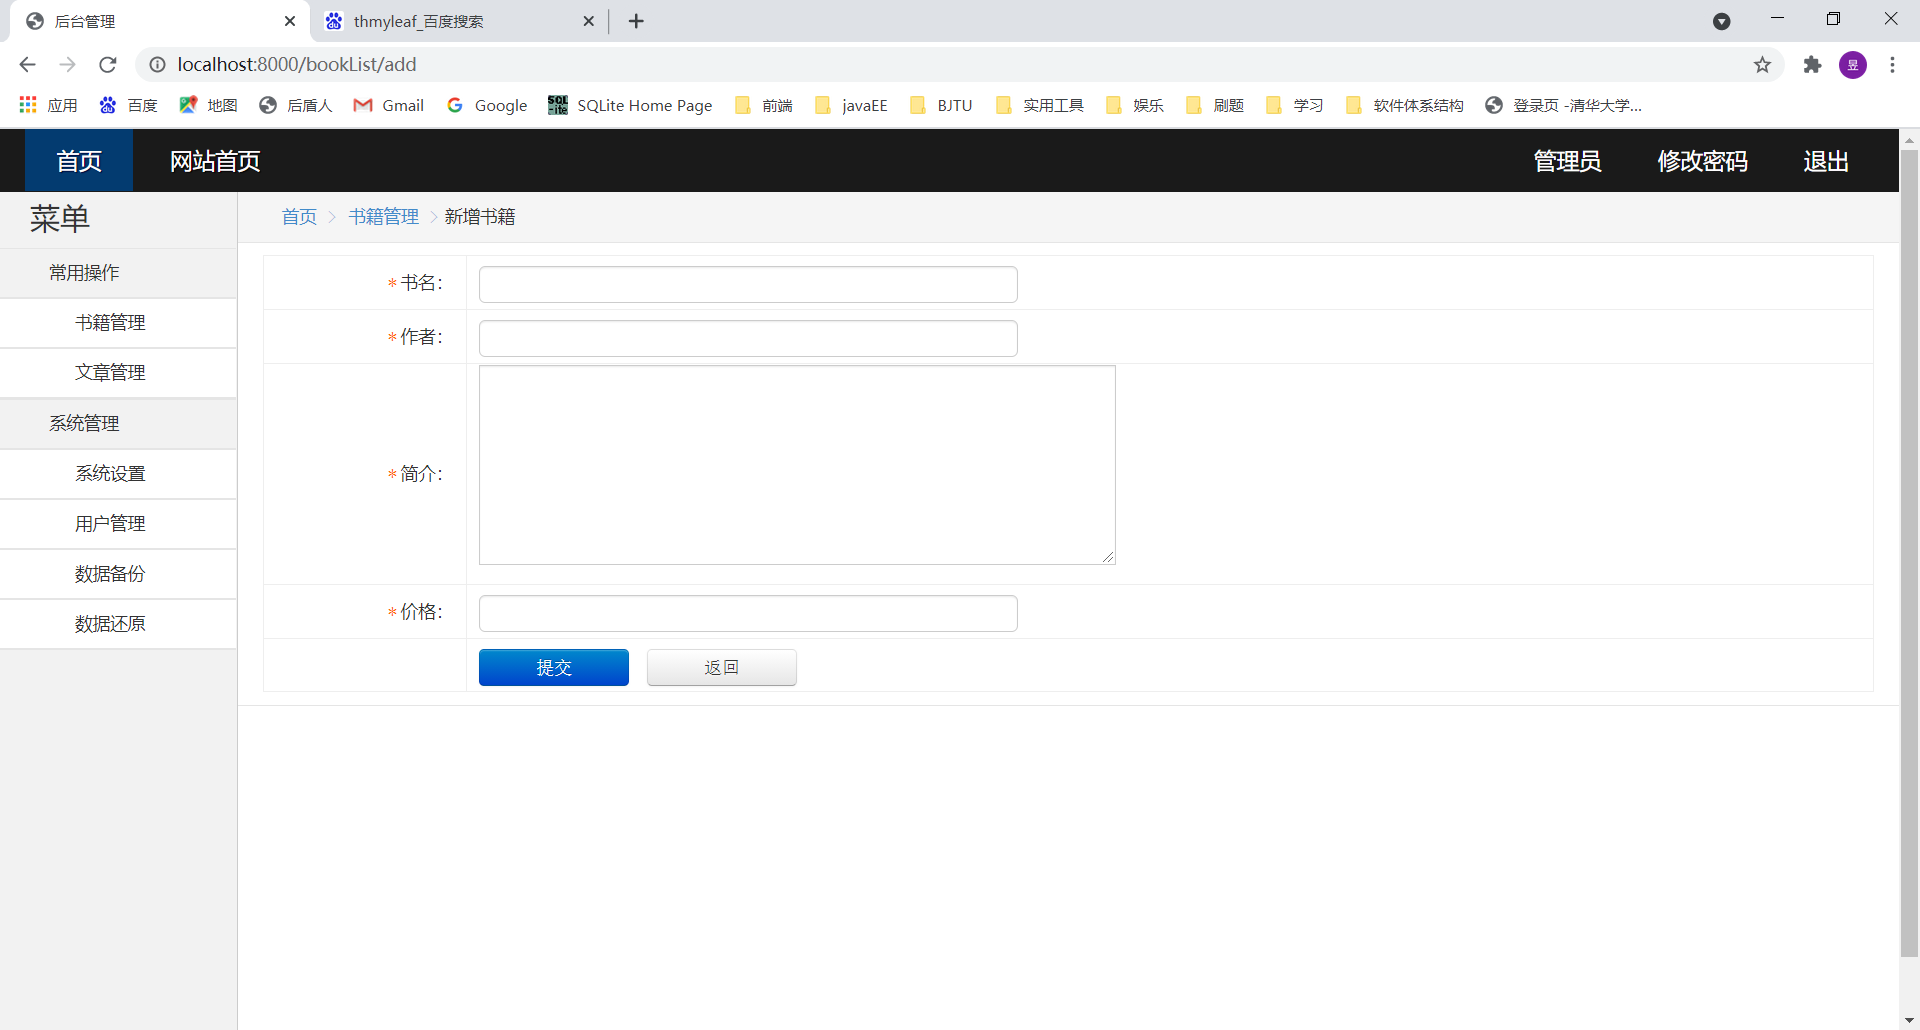 后台管理
thmyleaf_百度搜索
localhost:8000/bookList/add
昱
应用 百度 地图 后盾人 Gmail Google SQLite Home Page 前端 javaEE BJTU 实用工具 娱乐 刷题 学习 软件体系结构 登录页 -清华大学...
首页 网站首页 管理员 修改密码 退出
菜单
首页 书籍管理 新增书籍
常用操作
书籍管理
文章管理
系统管理
系统设置
用户管理
数据备份
数据还原
*书名：
*作者：
*简介：
*价格：
提交 返回